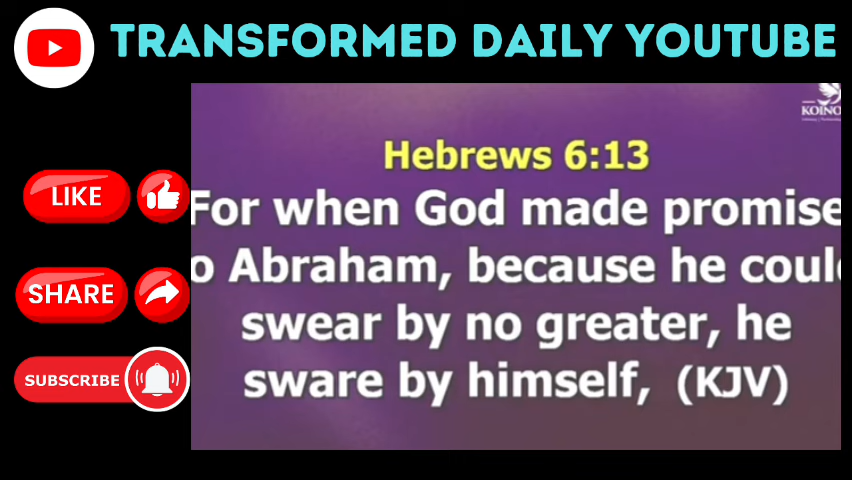 TRANSFORMED DAILY YOUTUBE
KOINO
LIKE
SHARE
SUBSCRIBE
Hebrews 6:13
For when God made promise
o Abraham, because he coul
swear by no greater, he
sware by himself, (KJV)